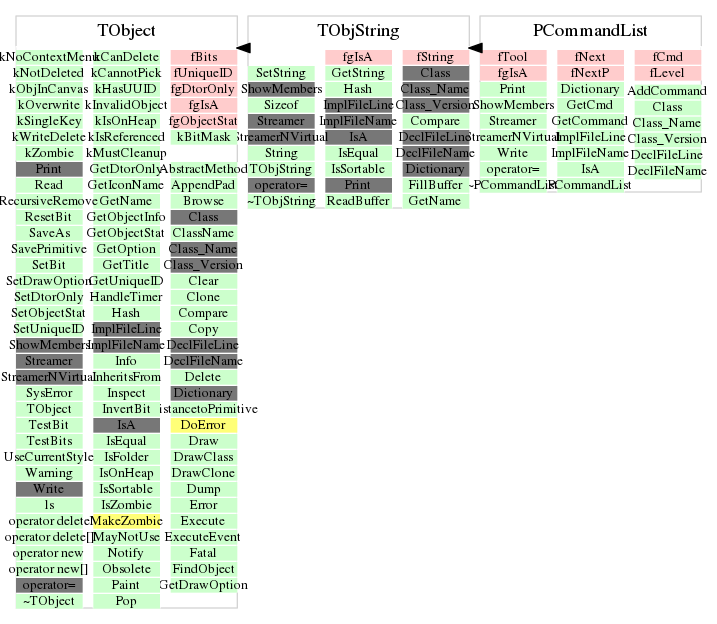 TObject
kNoContextMenu kCanDelete fBits
kNotDeleted kCannotPick fUniqueID
kObjInCanvas kHasUUID fgDtorOnly
kOverwrite kInvalidObject fgIsA
kSingleKey kIsOnHeap fgObjectStat
kWriteDelete kIsReferenced kBitMask
kZombie kMustCleanup
Print GetDtorOnly AbstractMethod
Read GetIconName AppendPad
RecursiveRemove GetName Browse
ResetBit GetObjectInfo Class
SaveAs GetObjectStat ClassName
SavePrimitive GetOption Class_Name
SetBit GetTitle Class_Version
SetDrawOption GetUniqueID Clear
SetDtorOnly HandleTimer Clone
SetObjectStat Hash Compare
SetUniqueID ImplFileLine Copy
ShowMembers ImplFileName DeclFileLine
Streamer Info DeclFileName
StreamerNVirtual InheritsFrom Delete
SysError Inspect Dictionary
TObject InvertBit DistancetoPrimitive
TestBit IsA DoError
TestBits IsEqual Draw
UseCurrentStyle IsFolder DrawClass
Warning IsOnHeap DrawClone
Write IsSortable Dump
ls IsZombie Error
operator delete MakeZombie Execute
operator delete[] MayNotUse ExecuteEvent
operator new Notify Fatal
operator new[] Obsolete FindObject
operator= Paint GetDrawOption
~TObject Pop
TObjString
fgIsA fString
SetString GetString Class
ShowMembers Hash Class_Name
Sizeof ImplFileLine Class_Version
Streamer ImplFileName Compare
StreamerNVirtual IsA DeclFileLine
String IsEqual DeclFileName
TObjString IsSortable Dictionary
operator= Print FillBuffer
~TObjString ReadBuffer GetName
PCommandList
fTool fNext fCmd
fgIsA fNextP fLevel
Print Dictionary AddCommand
ShowMembers GetCmd Class
Streamer GetCommand Class_Name
StreamerNVirtual ImplFileLine Class_Version
Write ImplFileName DeclFileLine
operator= IsA DeclFileName
~PCommandList PCommandList